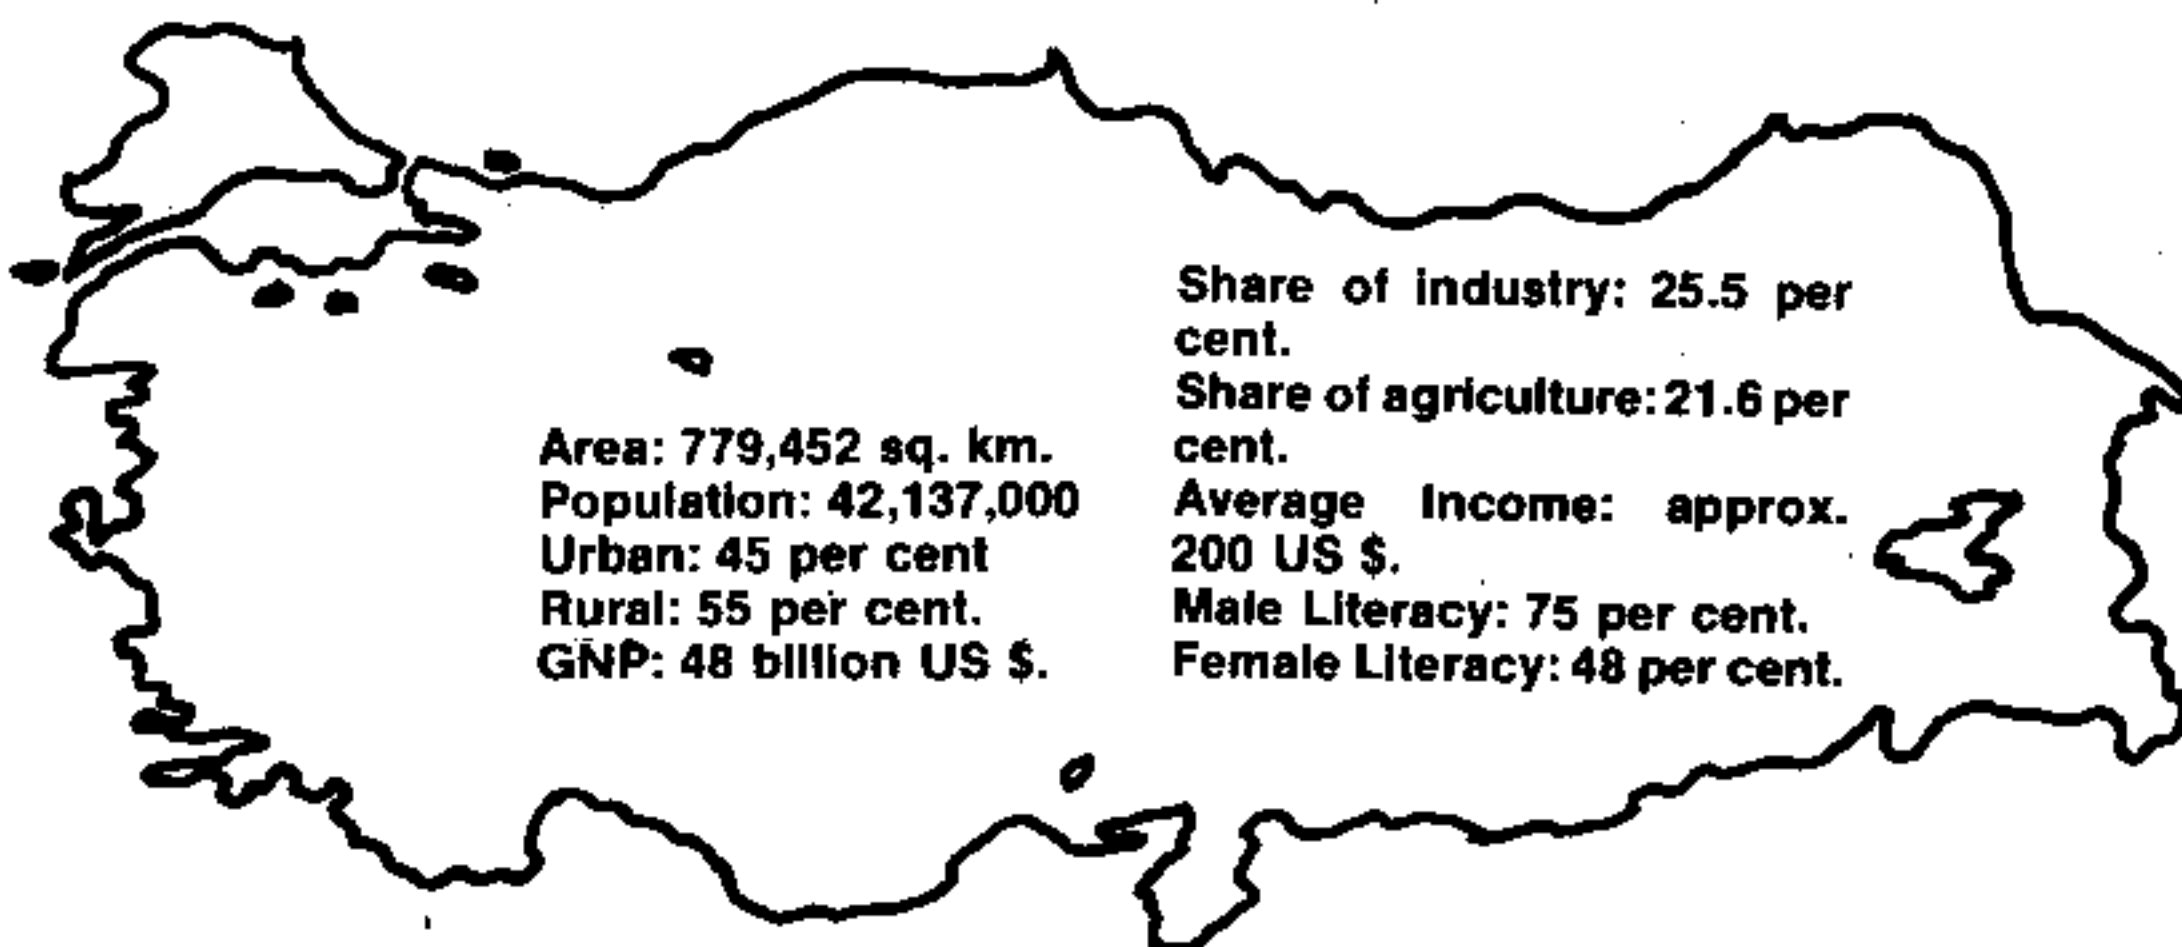 Area: 779,452 sq. km.
Population: 42,137,000
Urban: 45 per cent
Rural: 55 per cent.
GNP: 48 billion US $.
Share of industry: 25.5 per
cent.
Share of agriculture: 21.6 per
cent.
Average Income: approx.
200 US $.
Male Literacy: 75 per cent.
Female Literacy: 48 per cent.